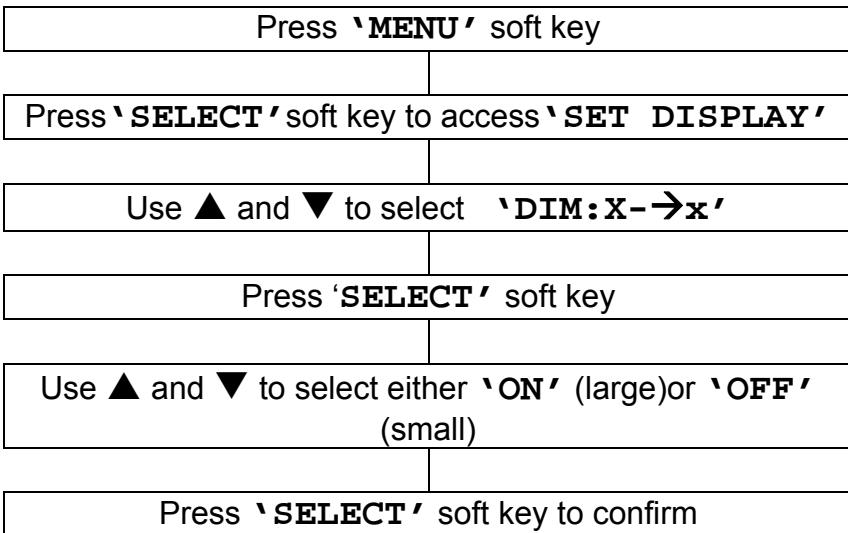 Press ‘MENU’ soft key
Press‘SELECT’soft key to access‘SET DISPLAY’
Use ▲ and ▼ to select ‘DIM:X-→x’
Press ‘SELECT’ soft key
Use ▲ and ▼ to select either ‘ON’ (large)or ‘OFF’
(small)
Press ‘SELECT’ soft key to confirm